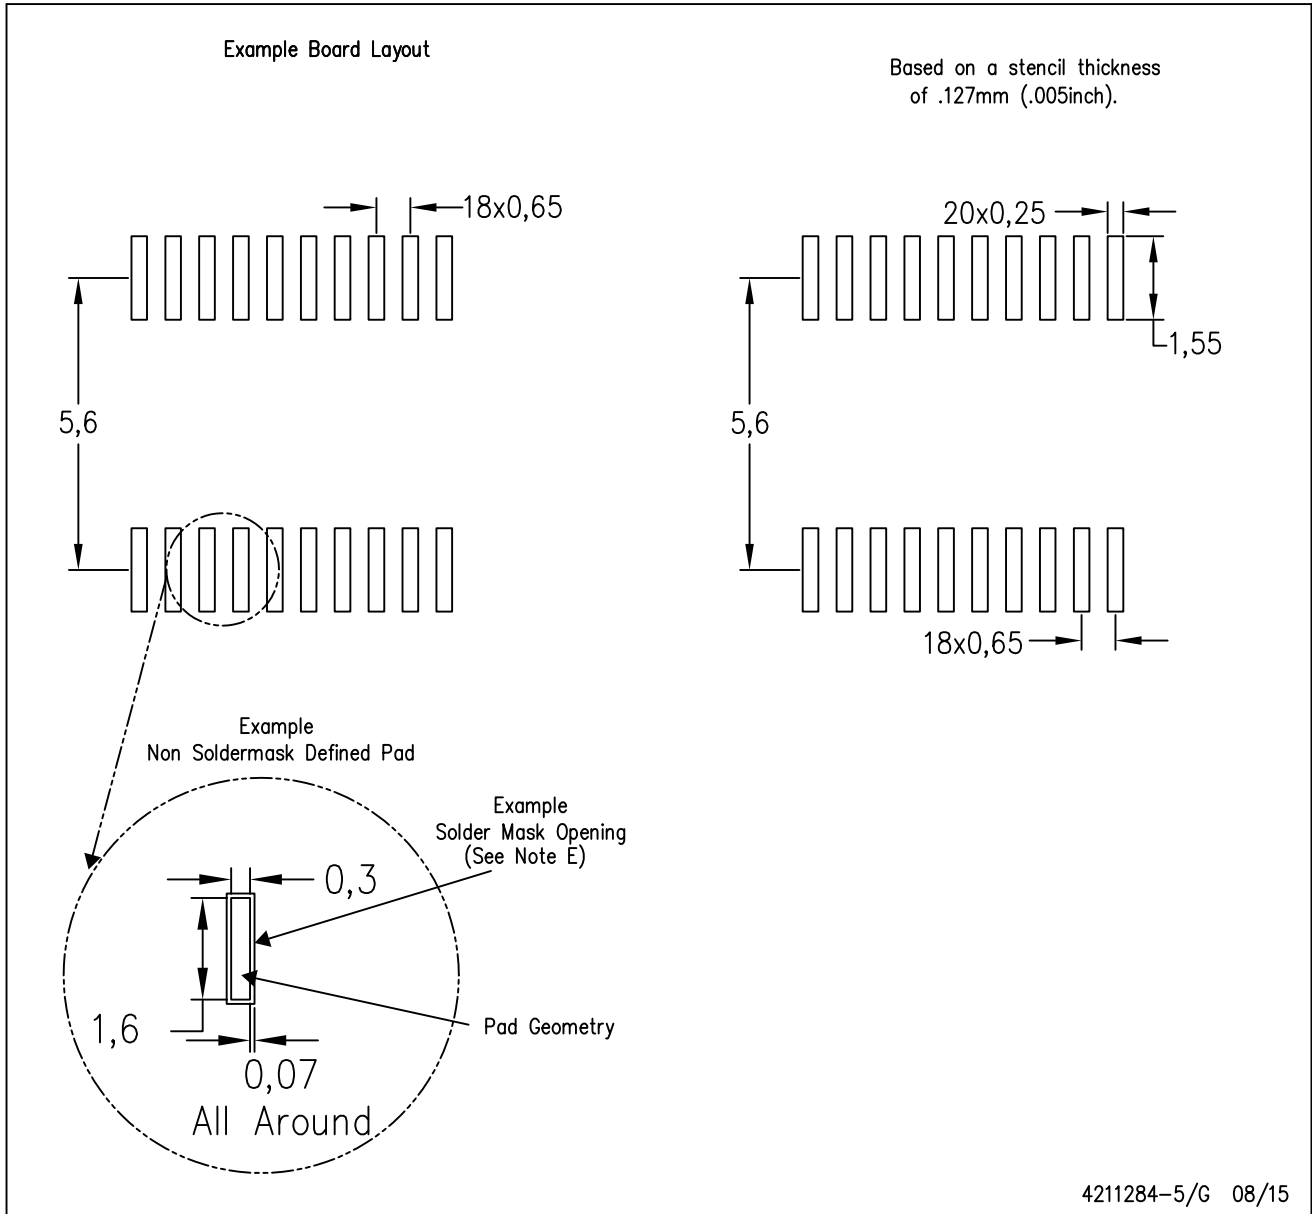 Example Board Layout
Based on a stencil thickness
of .127mm (.005inch).
18x0,65
20x0,25
1,55
5,6
5,6
18x0,65
Example
Non Soldermask Defined Pad
Example
Solder Mask Opening
(See Note E)
0,3
1,6
Pad Geometry
0,07
All Around
4211284-5/G 08/15